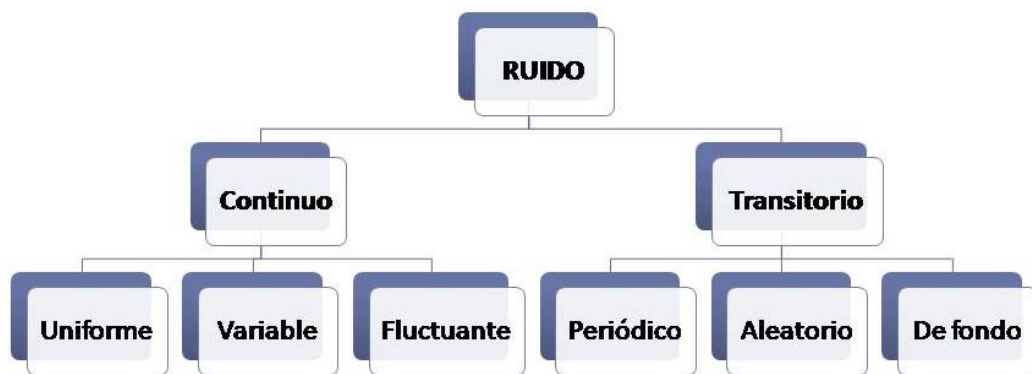 RUIDO
Continuo
Transitorio
Uniforme
Variable
Fluctuante
Periódico
Aleatorio
De fondo